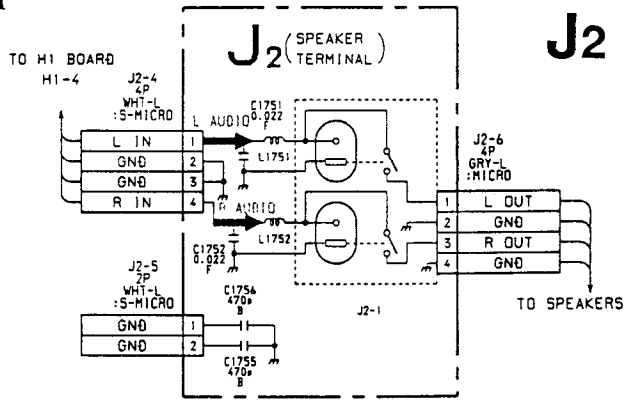 J2 (SPEAKER TERMINAL)
J2
TO H1 BOARD
H1-4
J2-4
4P
WHT-L
:S-MICRO
L IN 1
GND 2
GND 3
R IN 4
L AUDIO
C1751
0.022
F
L1751
R AUDIO
C1752
0.022
F
L1752
J2-1
J2-6
4P
GRY-L
:MICRO
1 L OUT
2 GND
3 R OUT
4 GND
TO SPEAKERS
J2-5
2P
WHT-L
:S-MICRO
GND 1
GND 2
C1756
470p
B
C1755
470p
B